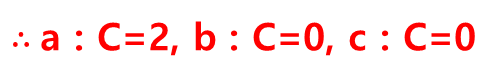 ∴ a : C=2, b : C=0, c : C=0